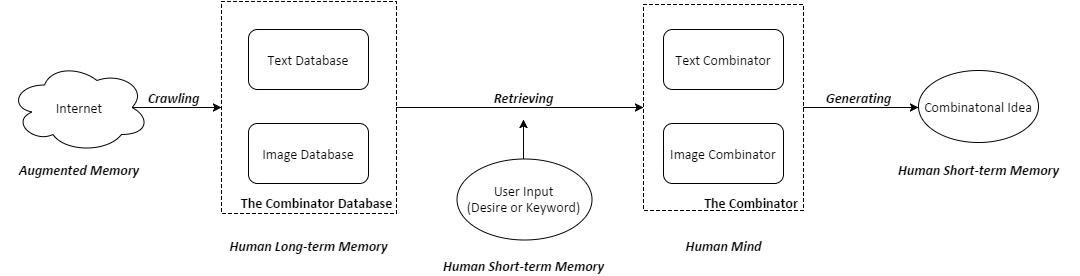 Internet
Augmented Memory
Crawling
Text Database
Image Database
The Combinator Database
Human Long-term Memory
Retrieving
User Input
(Desire or Keyword)
Human Short-term Memory
Text Combinator
Image Combinator
The Combinator
Human Mind
Generating
Combinatonal Idea
Human Short-term Memory